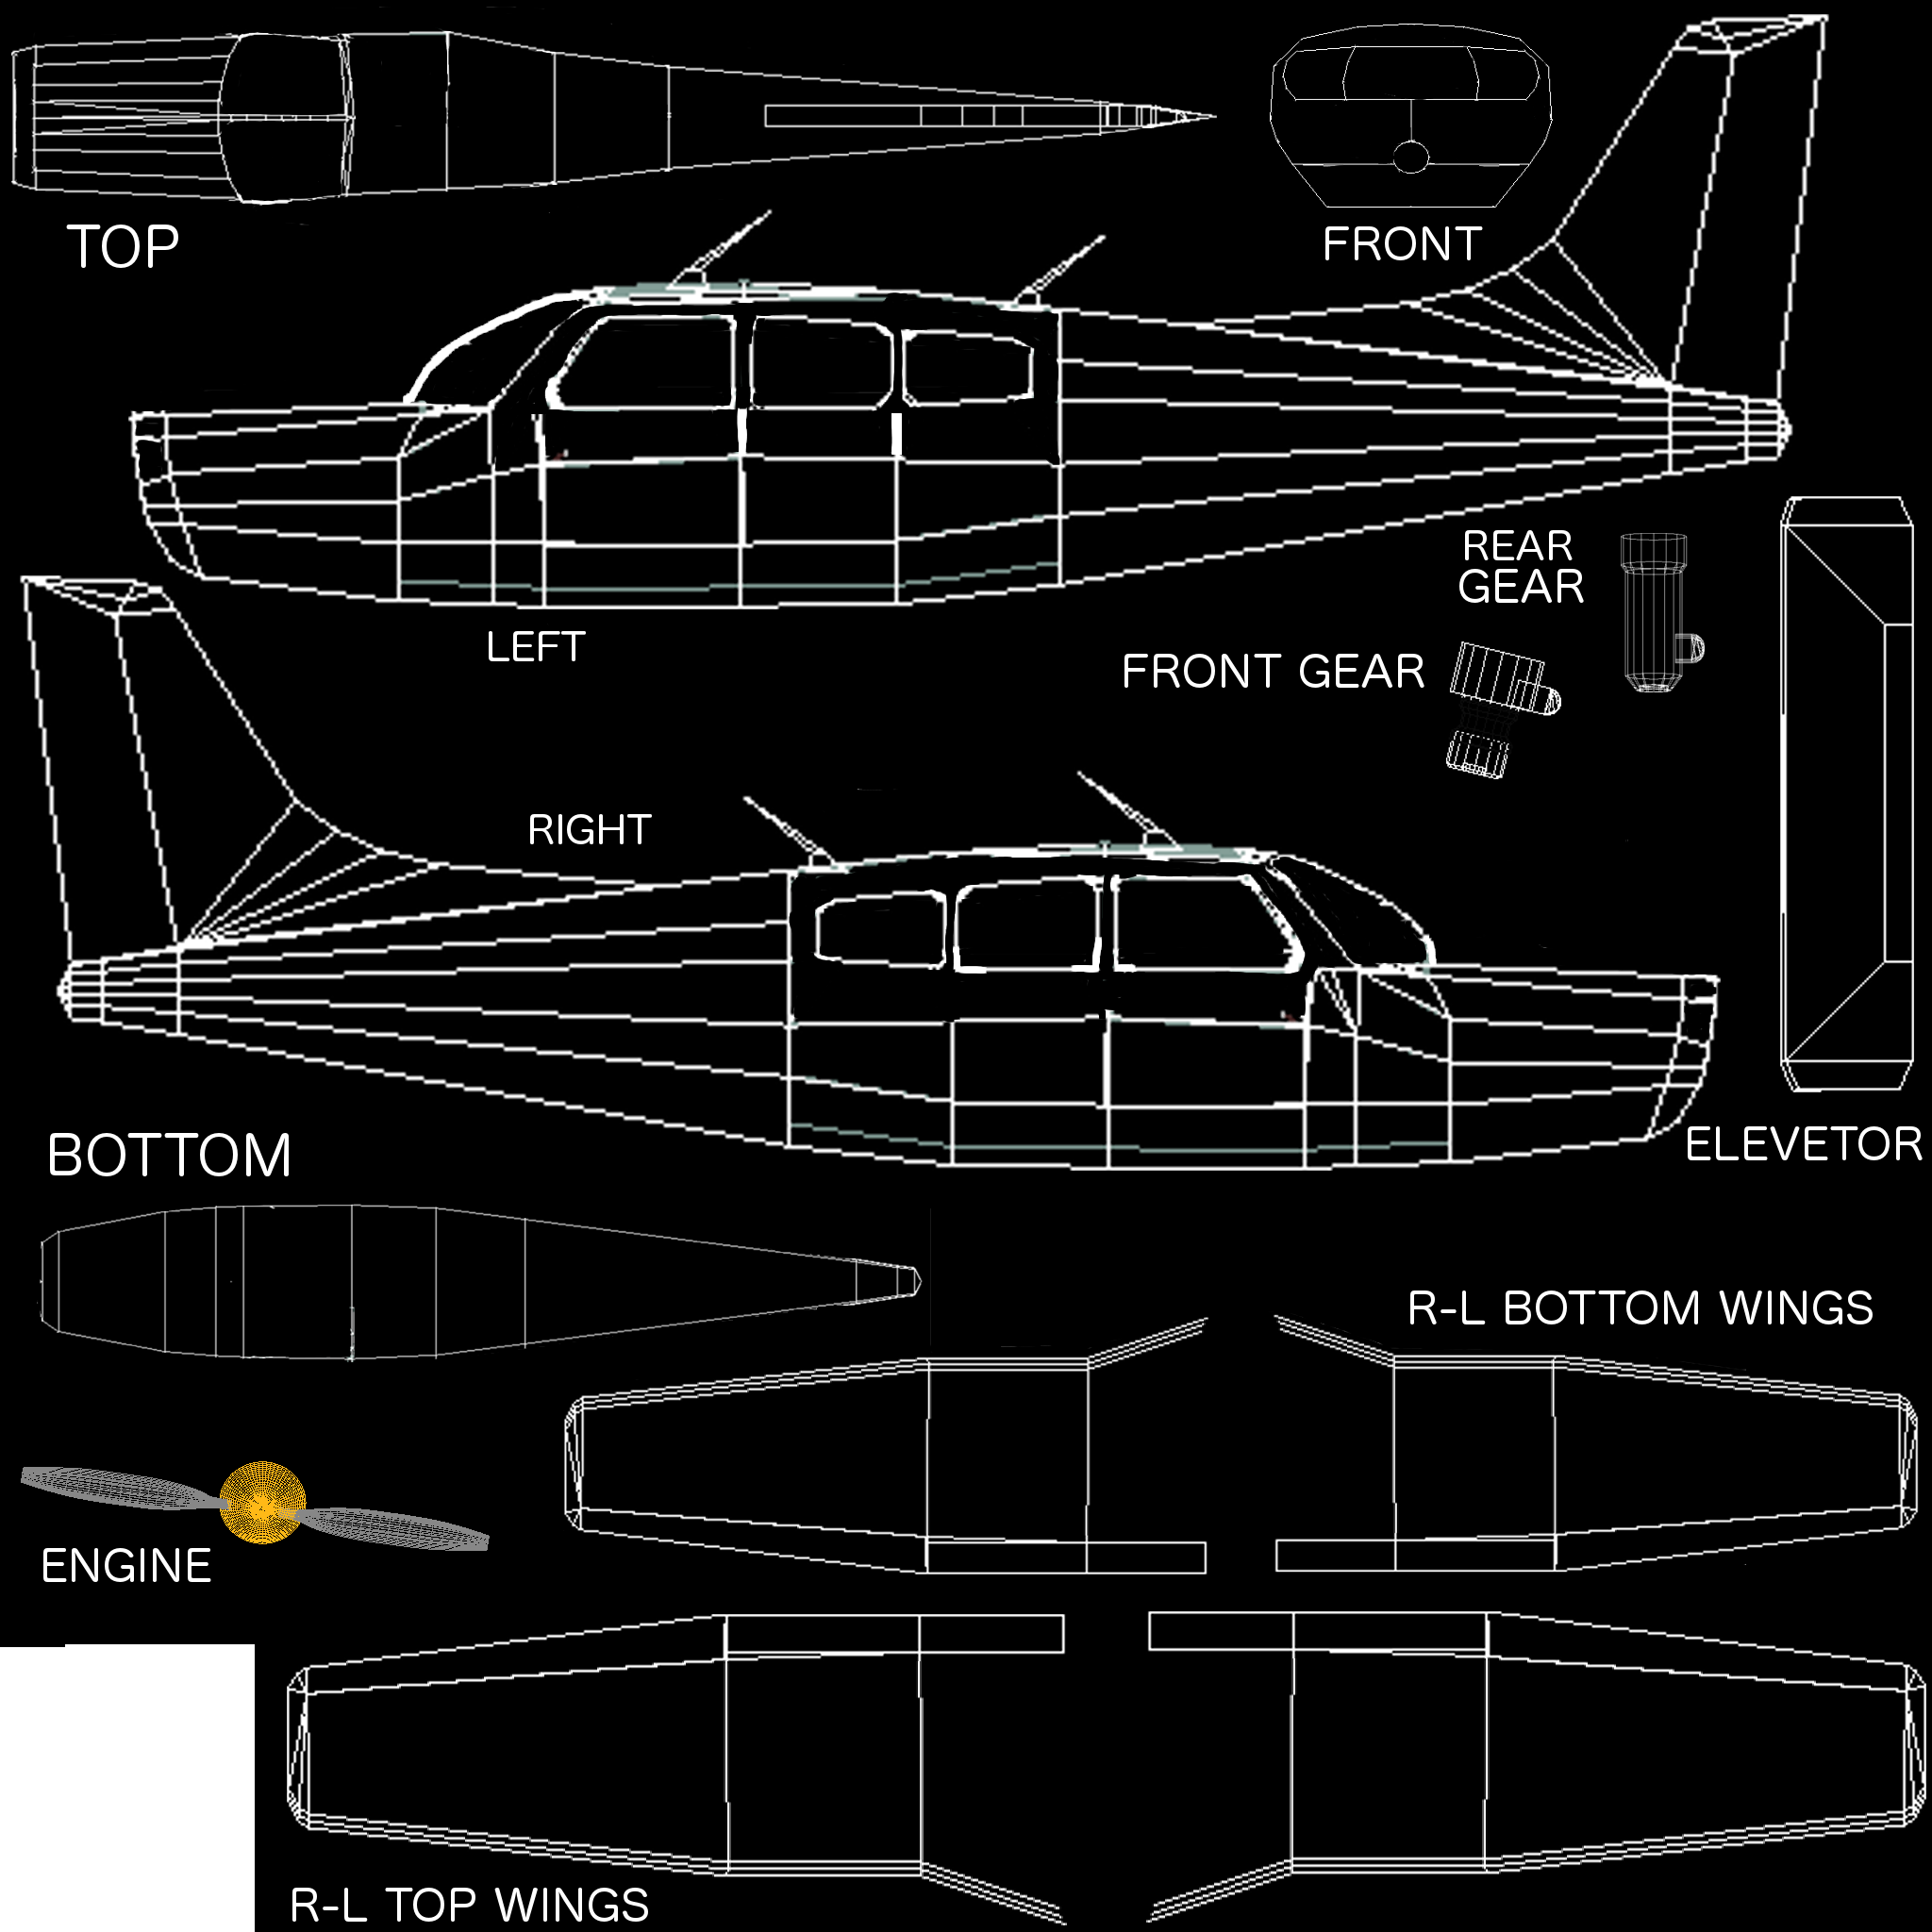 TOP
FRONT
REAR
GEAR
LEFT
FRONT GEAR
RIGHT
BOTTOM
ELEVETOR
R-L BOTTOM WINGS
ENGINE
R-L TOP WINGS